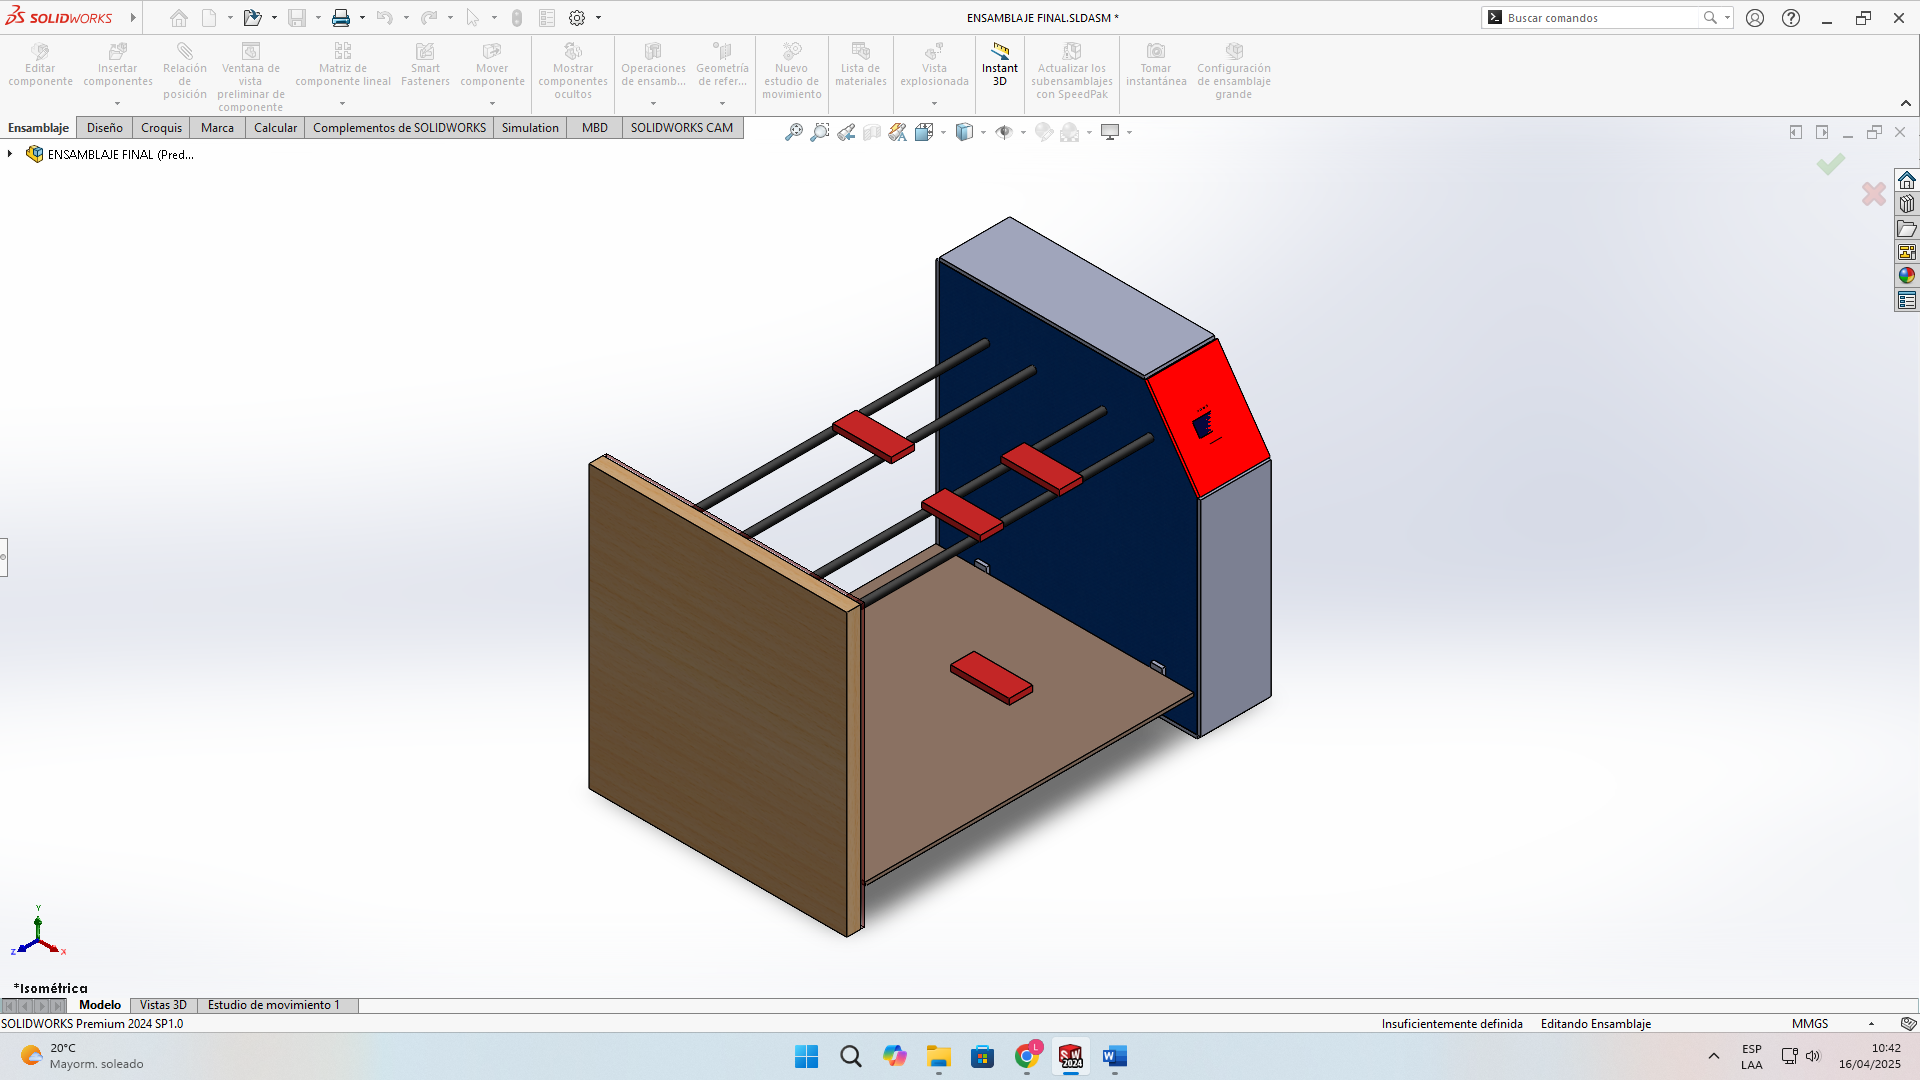 SOLIDWORKS
ENSAMBLAJE FINAL.SLDASM *
Buscar comandos
Editar componente
Insertar componentes
Relación de posición
Ventana de vista preliminar de componente
Matriz de componente lineal
Smart Fasteners
Mover componente
Mostrar componentes ocultos
Operaciones de ensamb...
Geometría de refer...
Nuevo estudio de movimiento
Lista de materiales
Vista explosionada
Instant 3D
Actualizar los subensamblajes con SpeedPak
Tomar instantánea
Configuración de ensamblaje grande
Ensamblaje
Diseño
Croquis
Marca
Calcular
Complementos de SOLIDWORKS
Simulation
MBD
SOLIDWORKS CAM
ENSAMBLAJE FINAL (Pred...
Y
Z
X
*Isométrica
Modelo
Vistas 3D
Estudio de movimiento 1
SOLIDWORKS Premium 2024 SP1.0
Insuficientemente definida
Editando Ensamblaje
MMGS
20°C
Mayorm. soleado
L
SW
2024
W
ESP
LAA
10:42
16/04/2025